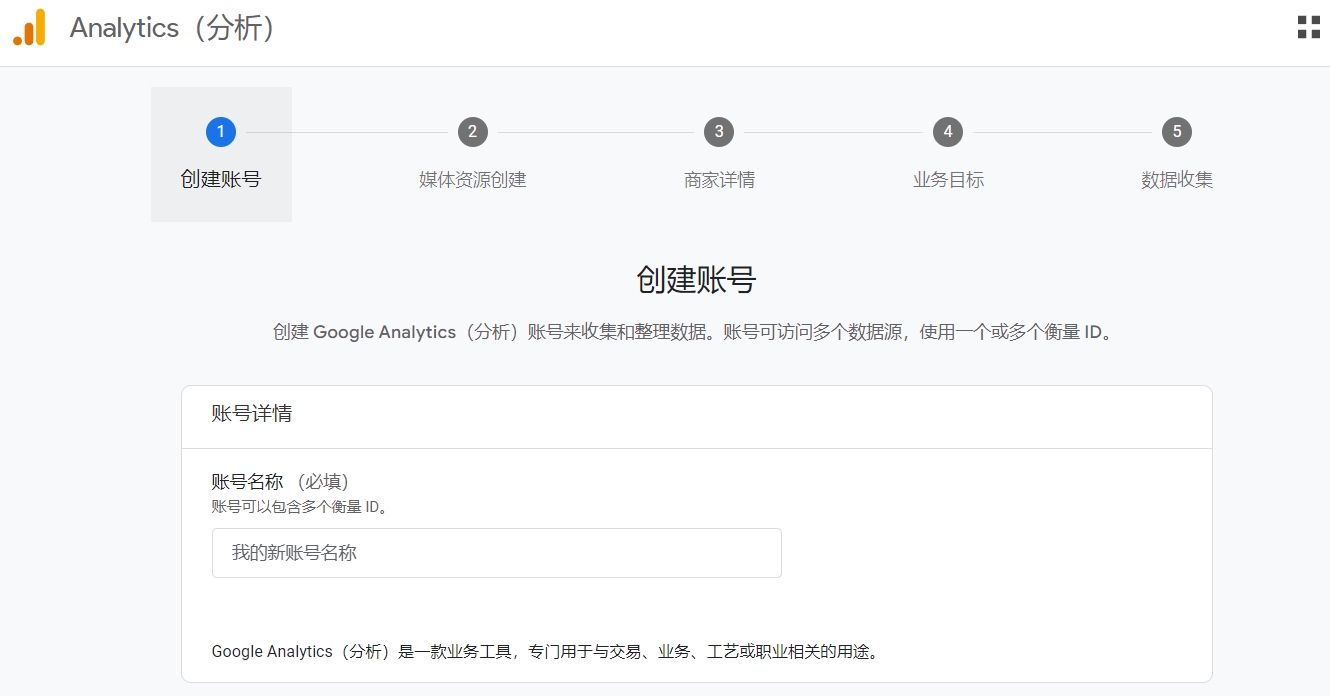 Analytics（分析）
1
2
3
4
5
创建账号
媒体资源创建
商家详情
业务目标
数据收集
创建账号
创建 Google Analytics（分析）账号来收集和整理数据。账号可访问多个数据源，使用一个或多个衡量 ID。
账号详情
账号名称 （必填）
账号可以包含多个衡量 ID。
我的新账号名称
Google Analytics（分析）是一款业务工具，专门用于与交易、业务、工艺或职业相关的用途。